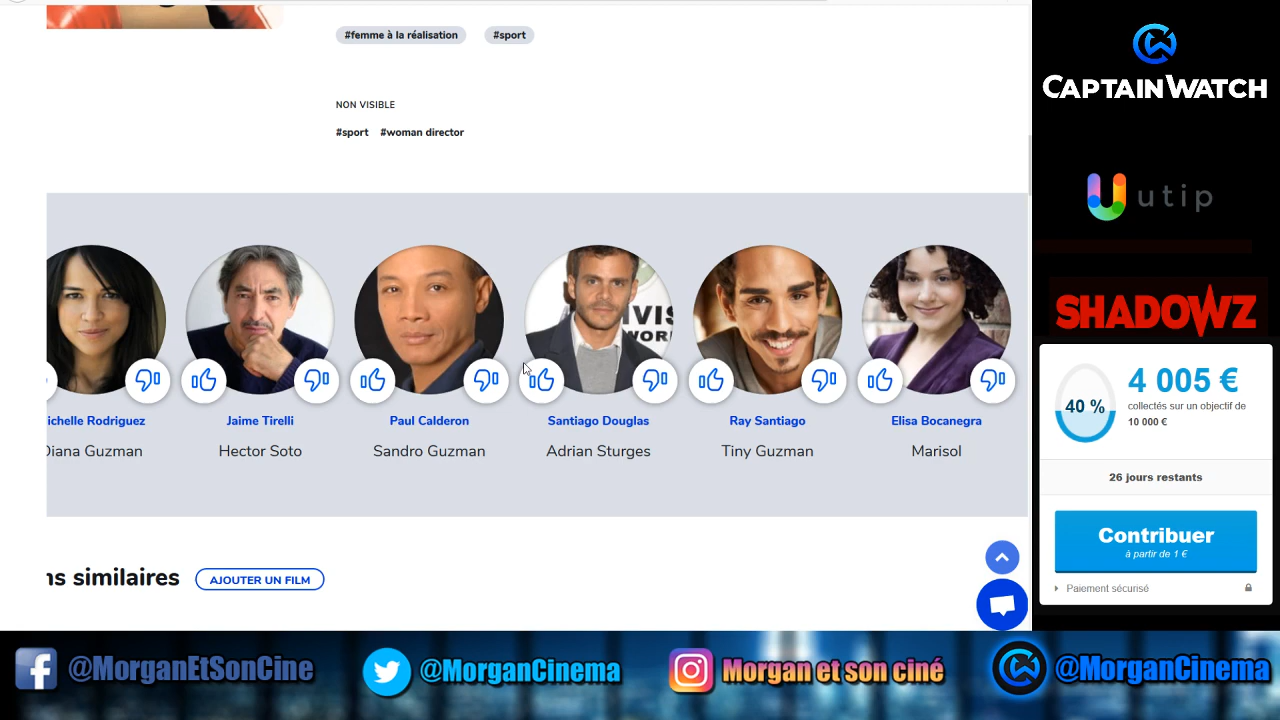 #femme à la réalisation #sport
NON VISIBLE
#sport #woman director
ichelle Rodriguez Jaime Tirelli Paul Calderon Santiago Douglas Ray Santiago Elisa Bocanegra
Diana Guzman Hector Soto Sandro Guzman Adrian Sturges Tiny Guzman Marisol
ns similaires AJOUTER UN FILM
CAPTAINWATCH
utip
SHADOWZ
40 %
4 005 €
collectés sur un objectif de
10 000 €
26 jours restants
Contribuer
à partir de 1 €
Paiement sécurisé
@MorganEtSonCine @MorganCinema Morgan et son ciné @MorganCinema